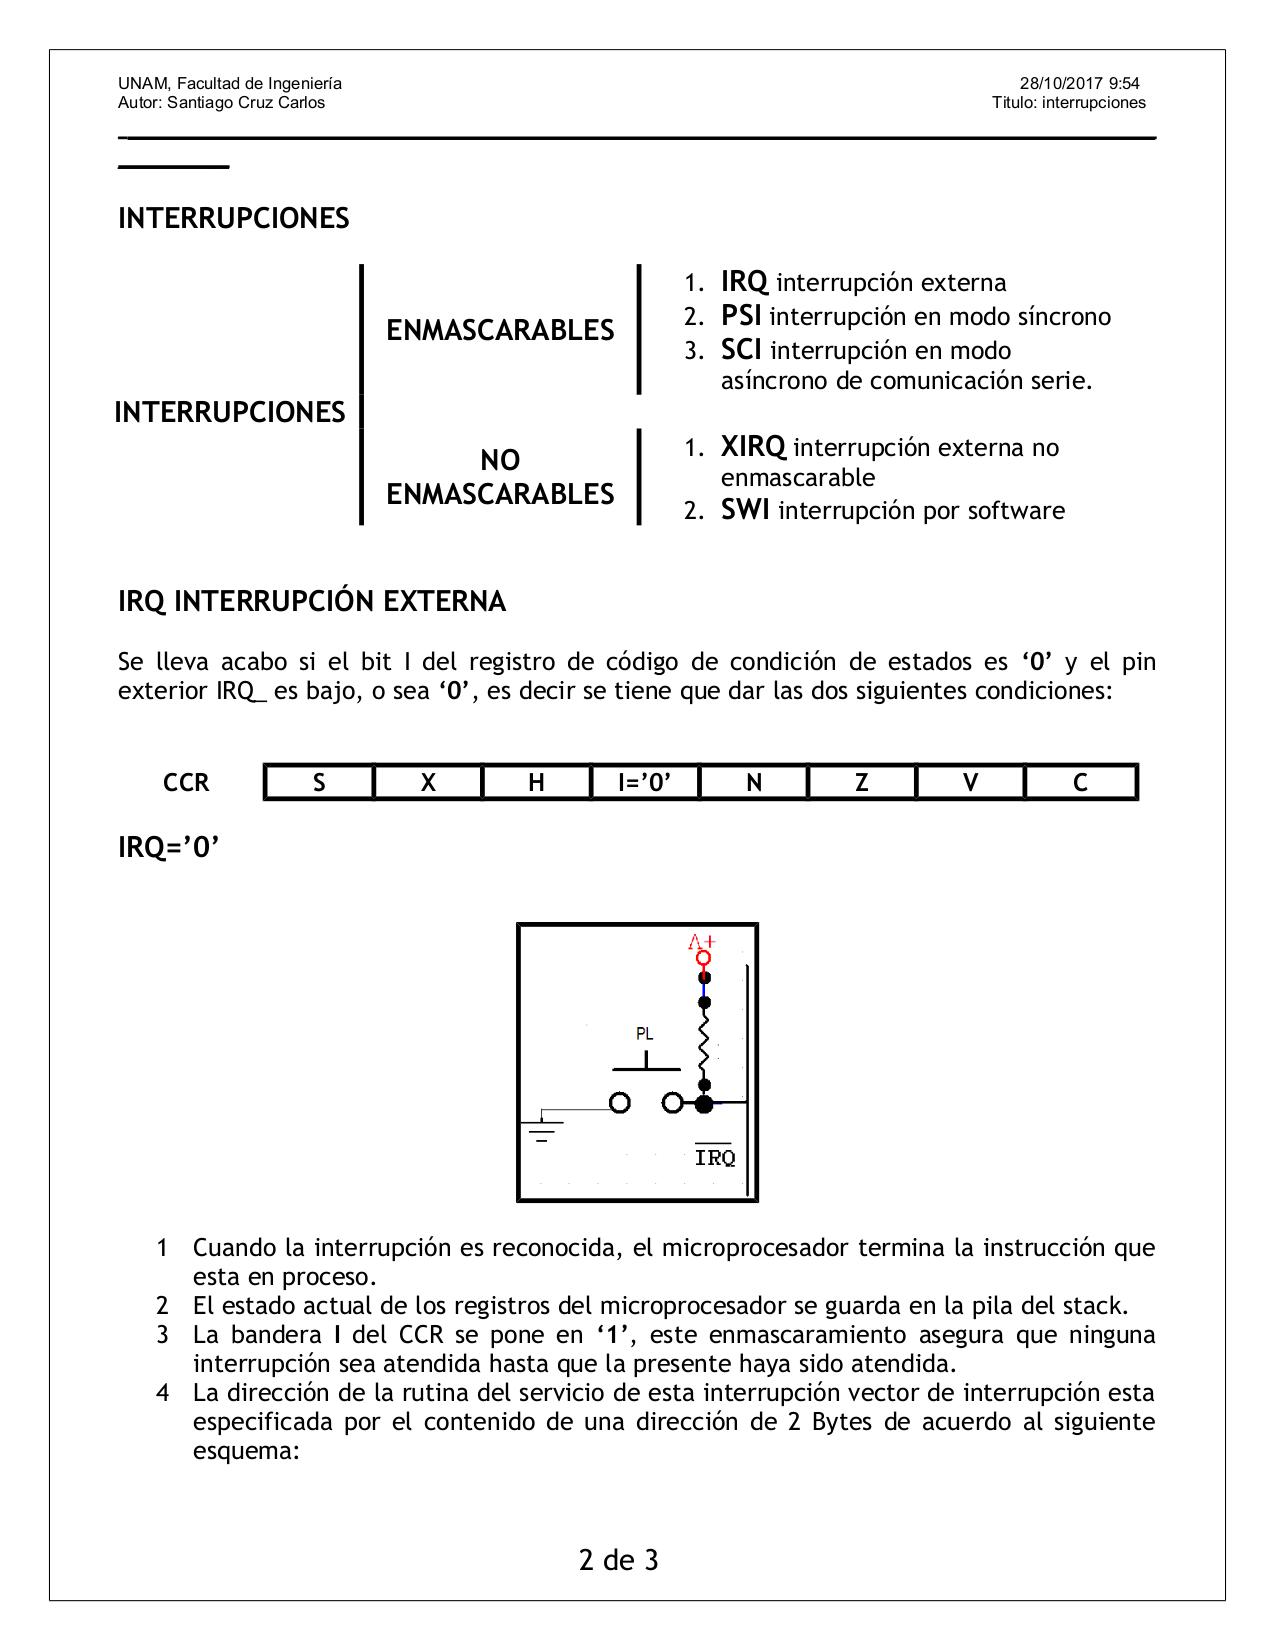 UNAM, Facultad de Ingeniería 28/10/2017 9:54
Autor: Santiago Cruz Carlos Titulo: interrupciones
INTERRUPCIONES
INTERRUPCIONES
ENMASCARABLES
1. IRQ interrupción externa
2. PSI interrupción en modo síncrono
3. SCI interrupción en modo
asíncrono de comunicación serie.
NO
ENMASCARABLES
1. XIRQ interrupción externa no
enmascarable
2. SWI interrupción por software
IRQ INTERRUPCIÓN EXTERNA
Se lleva acabo si el bit I del registro de código de condición de estados es ‘0’ y el pin
exterior IRQ_ es bajo, o sea ‘0’, es decir se tiene que dar las dos siguientes condiciones:
CCR S X H I=’0’ N Z V C
IRQ=’0’
V+
PL
IRQ
1 Cuando la interrupción es reconocida, el microprocesador termina la instrucción que
esta en proceso.
2 El estado actual de los registros del microprocesador se guarda en la pila del stack.
3 La bandera I del CCR se pone en ‘1’, este enmascaramiento asegura que ninguna
interrupción sea atendida hasta que la presente haya sido atendida.
4 La dirección de la rutina del servicio de esta interrupción vector de interrupción esta
especificada por el contenido de una dirección de 2 Bytes de acuerdo al siguiente
esquema:
2 de 3